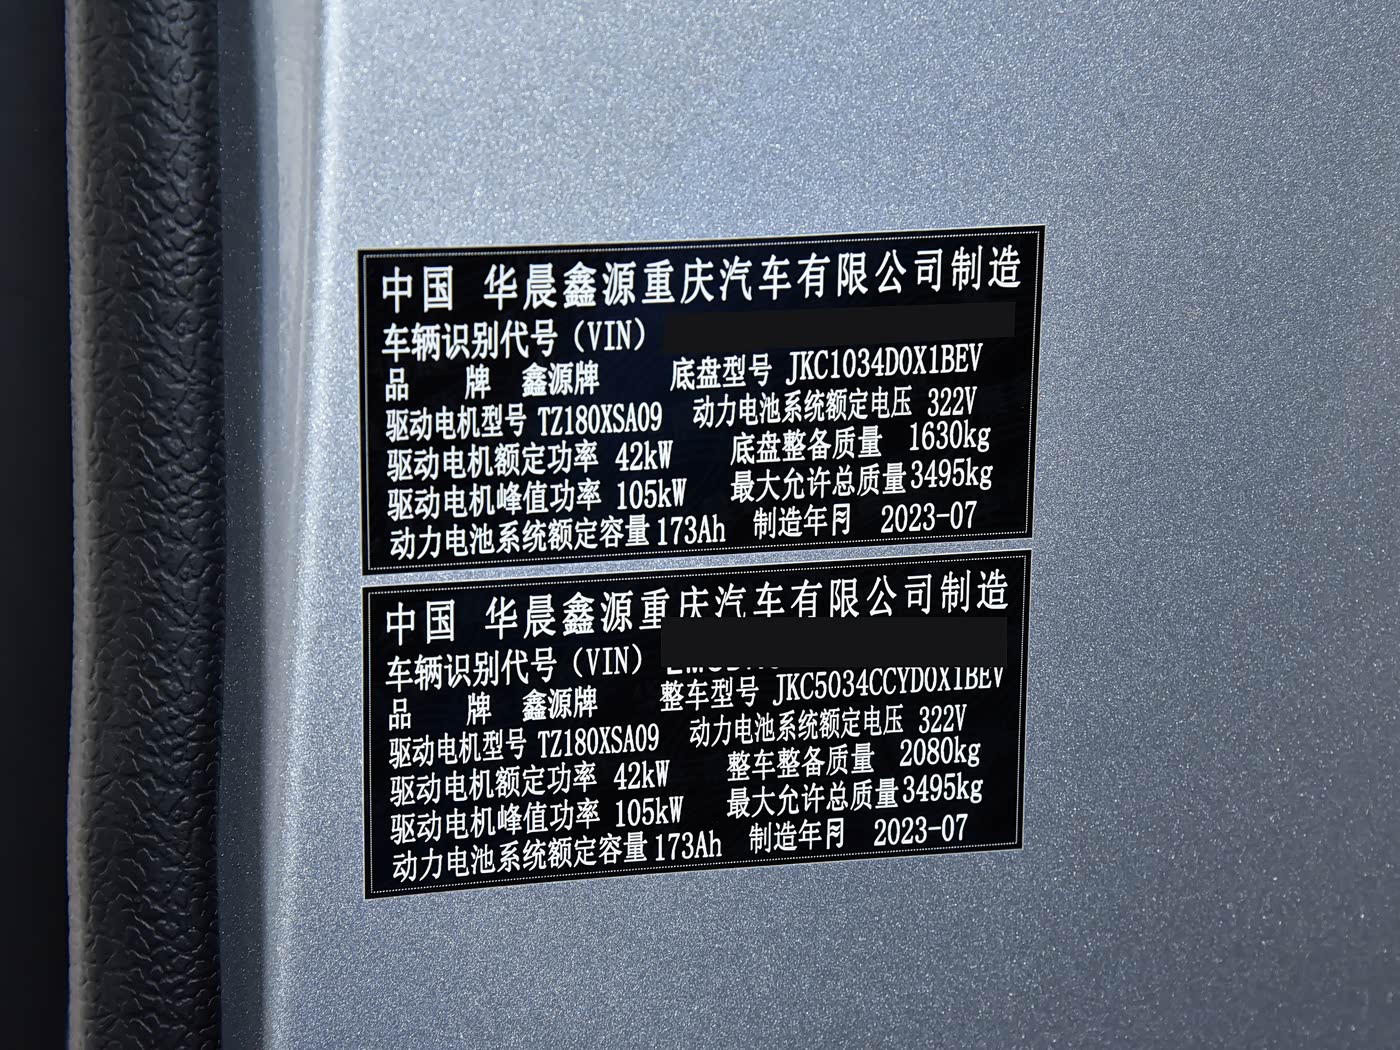 中国 华晨鑫源重庆汽车有限公司制造
车辆识别代号（VIN）
品 牌 鑫源牌 底盘型号 JKC1034D0X1BEV
驱动电机型号 TZ180XSA09 动力电池系统额定电压 322V
驱动电机额定功率 42kW 底盘整备质量 1630kg
驱动电机峰值功率 105kW 最大允许总质量 3495kg
动力电池系统额定容量 173Ah 制造年月 2023-07
中国 华晨鑫源重庆汽车有限公司制造
车辆识别代号（VIN）
品 牌 鑫源牌 整车型号 JKC5034CCYD0X1BEV
驱动电机型号 TZ180XSA09 动力电池系统额定电压 322V
驱动电机额定功率 42kW 整车整备质量 2080kg
驱动电机峰值功率 105kW 最大允许总质量 3495kg
动力电池系统额定容量 173Ah 制造年月 2023-07